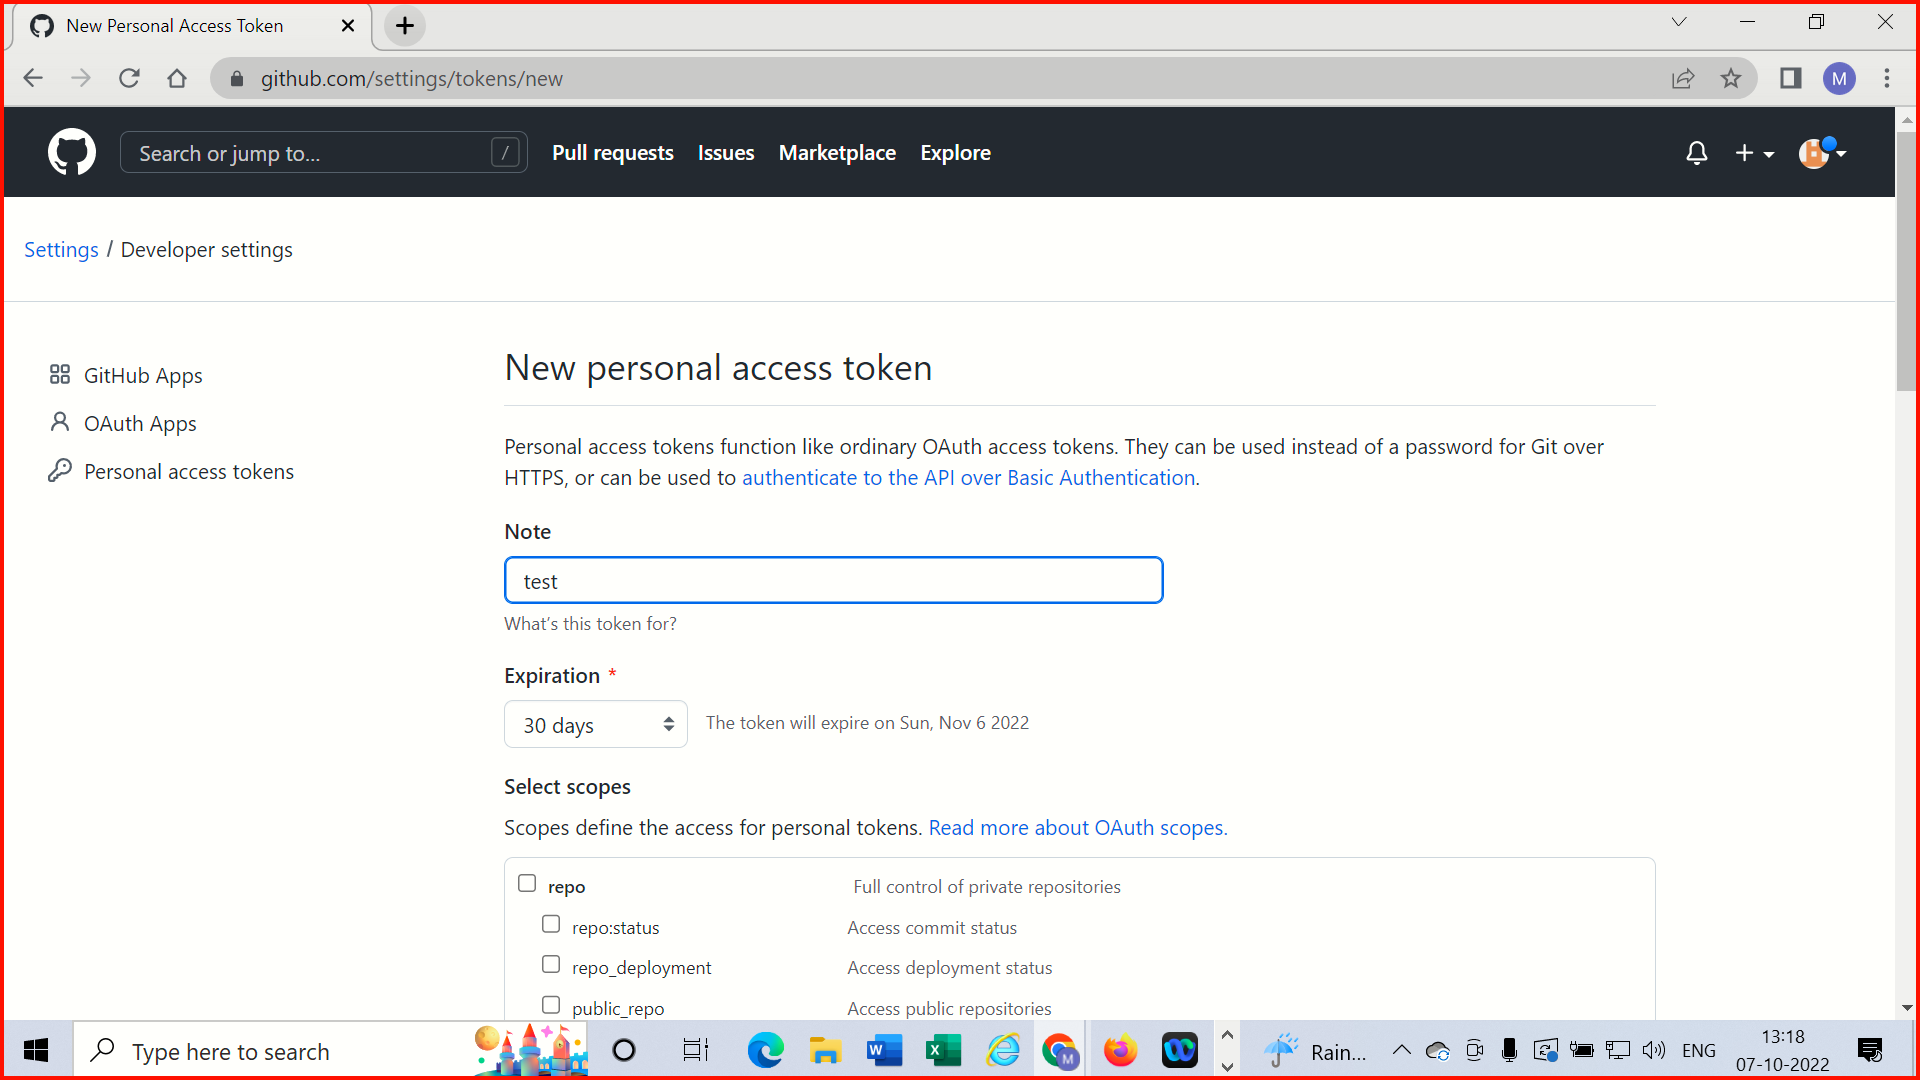 New Personal Access Token
github.com/settings/tokens/new
M
Search or jump to...
/
Pull requests
Issues
Marketplace
Explore
Settings / Developer settings
GitHub Apps
OAuth Apps
Personal access tokens
New personal access token
Personal access tokens function like ordinary OAuth access tokens. They can be used instead of a password for Git over
HTTPS, or can be used to authenticate to the API over Basic Authentication.
Note
test
What's this token for?
Expiration *
30 days
The token will expire on Sun, Nov 6 2022
Select scopes
Scopes define the access for personal tokens. Read more about OAuth scopes.
repo Full control of private repositories
repo:status Access commit status
repo_deployment Access deployment status
public_repo Access public repositories
Type here to search
W
X
M
Rain...
ENG
13:18
07-10-2022